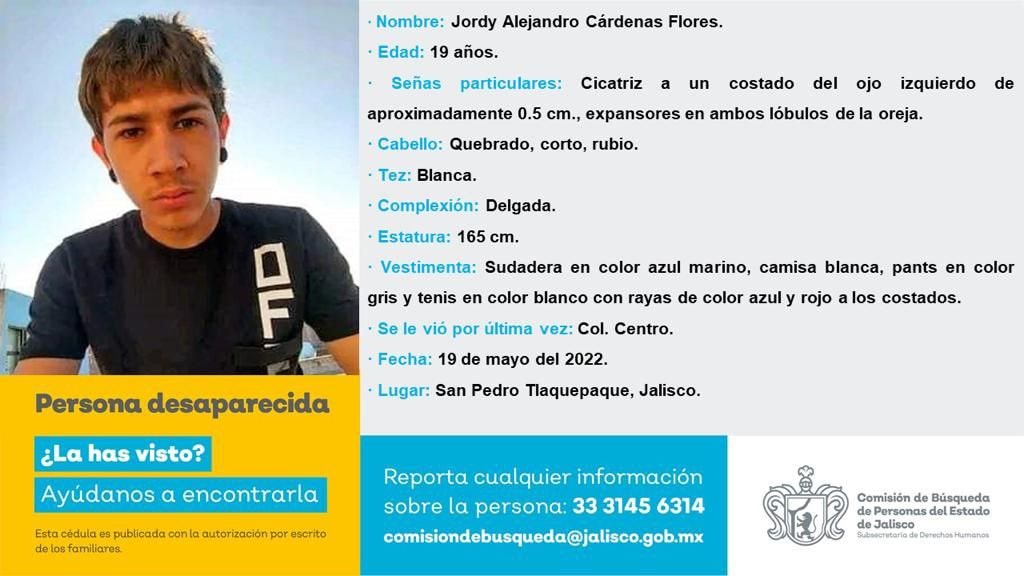 · Nombre: Jordy Alejandro Cárdenas Flores.
· Edad: 19 años.
· Señas particulares: Cicatriz a un costado del ojo izquierdo de
aproximadamente 0.5 cm., expansores en ambos lóbulos de la oreja.
· Cabello: Quebrado, corto, rubio.
· Tez: Blanca.
· Complexión: Delgada.
· Estatura: 165 cm.
· Vestimenta: Sudadera en color azul marino, camisa blanca, pants en color
gris y tenis en color blanco con rayas de color azul y rojo a los costados.
· Se le vió por última vez: Col. Centro.
· Fecha: 19 de mayo del 2022.
· Lugar: San Pedro Tlaquepaque, Jalisco.
Persona desaparecida
¿La has visto?
Ayúdanos a encontrarla
Esta cédula es publicada con la autorización por escrito
de los familiares.
Reporta cualquier información
sobre la persona: 33 3145 6314
comisiondebusqueda@jalisco.gob.mx
Comisión de Búsqueda
de Personas del Estado
de Jalisco
Subsecretaría de Derechos Humanos